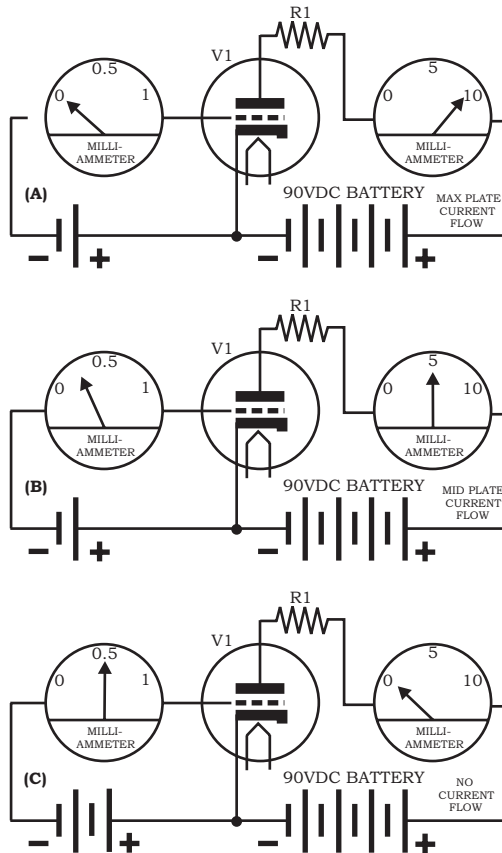 R1
V1
0 0.5 1
MILLI-
AMMETER
0 5 10
MILLI-
AMMETER
(A)
90VDC BATTERY
MAX PLATE
CURRENT
FLOW
− + − +
R1
V1
0 0.5 1
MILLI-
AMMETER
0 5 10
MILLI-
AMMETER
(B)
90VDC BATTERY
MID PLATE
CURRENT
FLOW
− + − +
R1
V1
0 0.5 1
MILLI-
AMMETER
0 5 10
MILLI-
AMMETER
(C)
90VDC BATTERY
NO
CURRENT
FLOW
− + − +